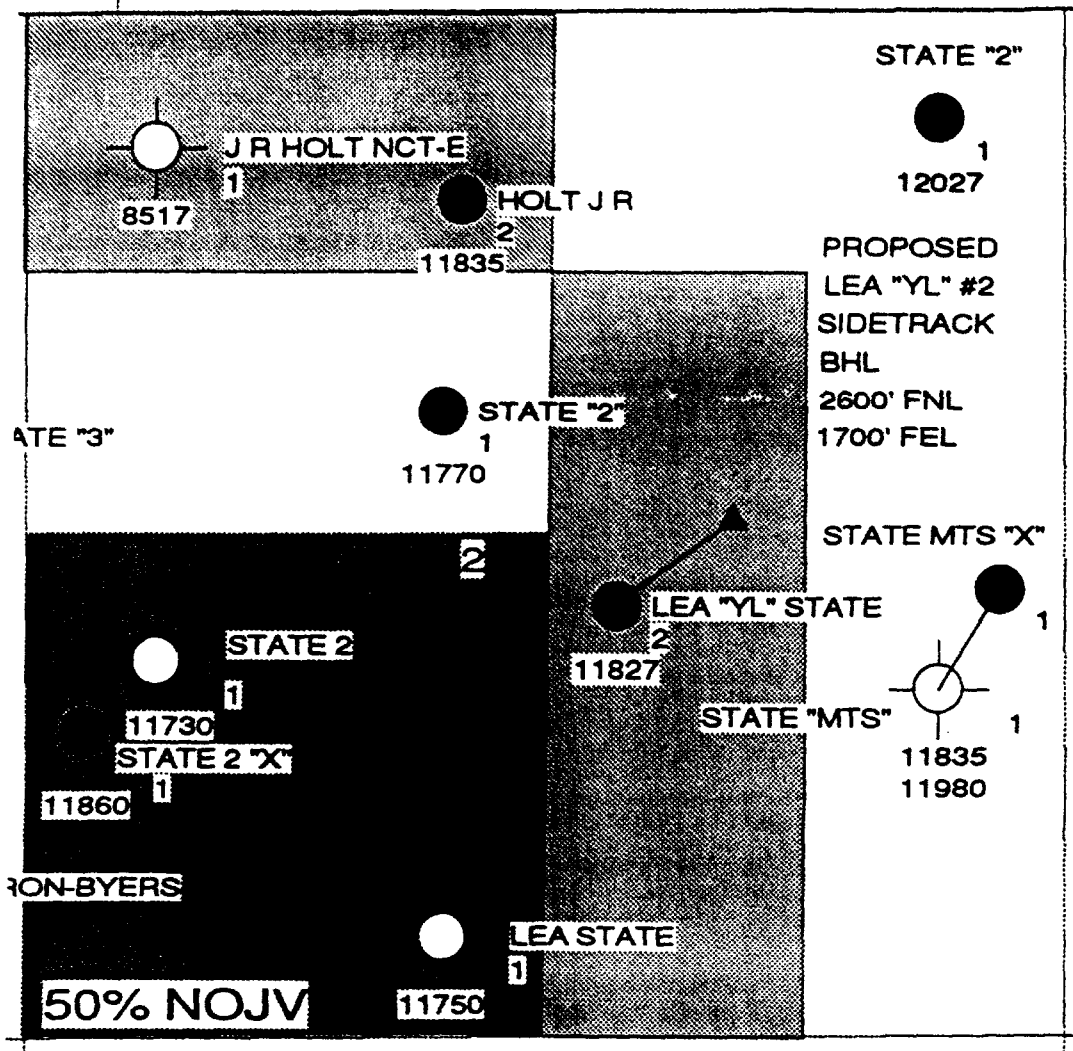 STATE "2"
1
12027
J R HOLT NCT-E
1
8517
HOLT J R
2
11835
PROPOSED
LEA "YL" #2
SIDETRACK
BHL
2600' FNL
1700' FEL
ATE "3"
STATE "2"
1
11770
2
STATE MTS "X"
1
LEA "YL" STATE
2
11827
STATE 2
1
11730
STATE 2 "X"
1
11860
STATE "MTS"
1
11835
11980
RON-BYERS
LEA STATE
1
11750
50% NOJV